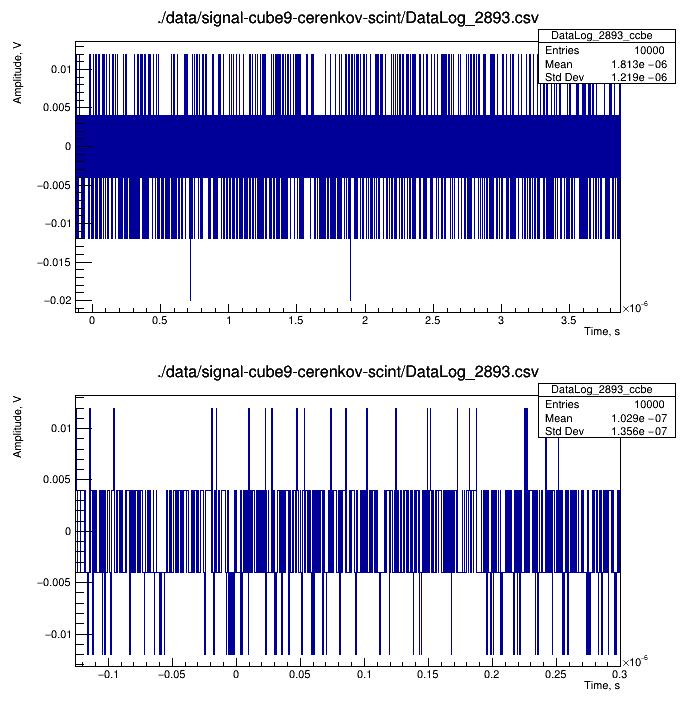 ./data/signal-cube9-cerenkov-scint/DataLog_2893.csv
DataLog_2893_ccbe
Entries 10000
Mean 1.813e −06
Std Dev 1.219e −06
Amplitude, V
0.01
0.005
0
−0.005
−0.01
−0.015
−0.02
0 0.5 1 1.5 2 2.5 3 3.5
×10⁻⁶
Time, s
./data/signal-cube9-cerenkov-scint/DataLog_2893.csv
DataLog_2893_ccbe
Entries 10000
Mean 1.029e −07
Std Dev 1.356e −07
Amplitude, V
0.01
0.005
0
−0.005
−0.01
−0.1 −0.05 0 0.05 0.1 0.15 0.2 0.25 0.3
×10⁻⁶
Time, s